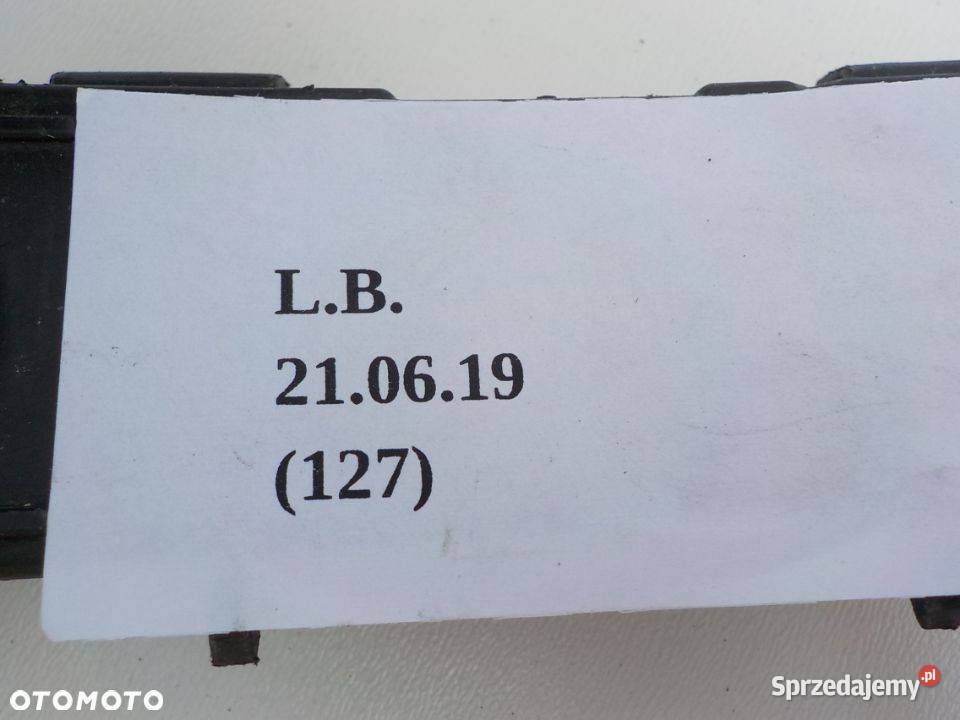 L.B.
21.06.19
(127)
OTOMOTO
Sprzedajemy.pl